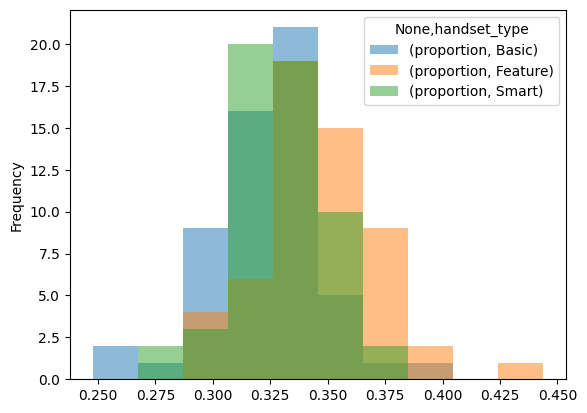 None,handset_type
(proportion, Basic)
(proportion, Feature)
(proportion, Smart)
Frequency
20.0
17.5
15.0
12.5
10.0
7.5
5.0
2.5
0.0
0.250 0.275 0.300 0.325 0.350 0.375 0.400 0.425 0.450